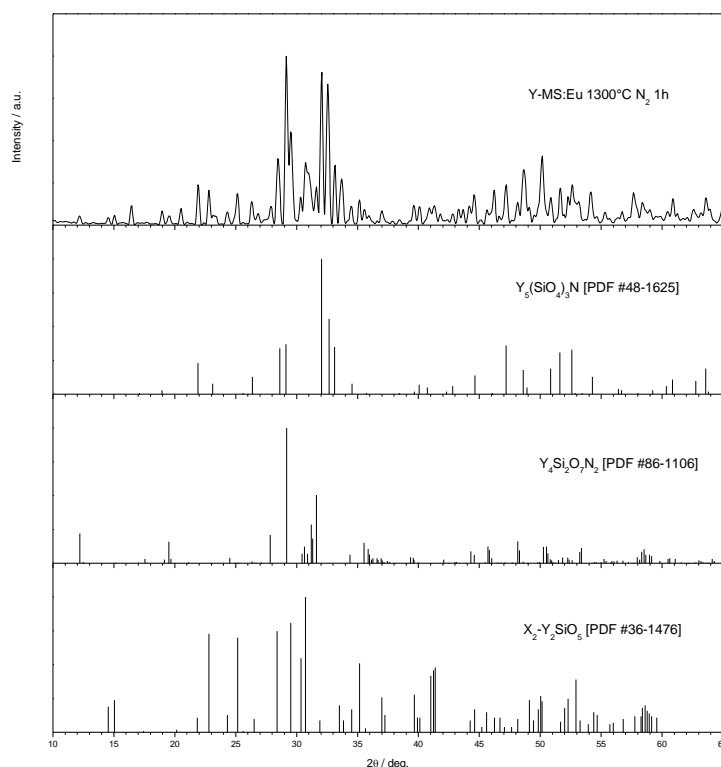 Intensity / a.u.
Y-MS:Eu 1300°C N₂ 1h
Y₅(SiO₄)₃N [PDF #48-1625]
Y₄Si₂O₇N₂ [PDF #86-1106]
X₂-Y₂SiO₅ [PDF #36-1476]
10 15 20 25 30 35 40 45 50 55 60 65
2θ / deg.